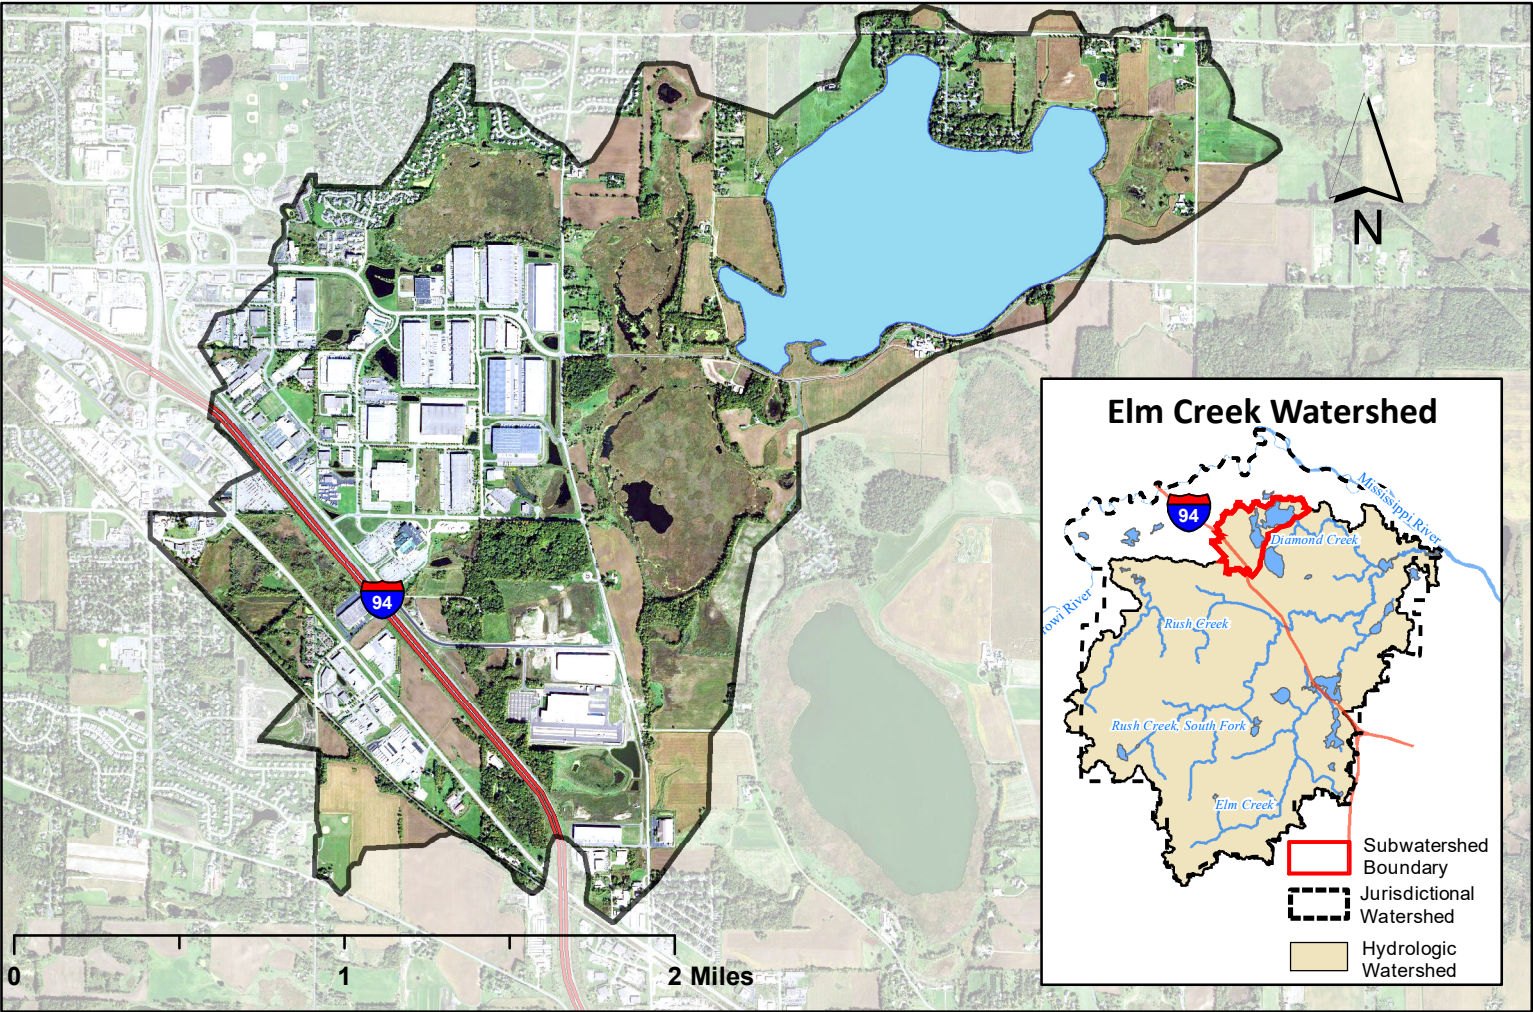 N
94
0
1
2 Miles
Elm Creek Watershed
94
Mississippi River
Diamond Creek
Rush Creek
River
Rush Creek, South Fork
Elm Creek
Subwatershed
Boundary
Jurisdictional
Watershed
Hydrologic
Watershed